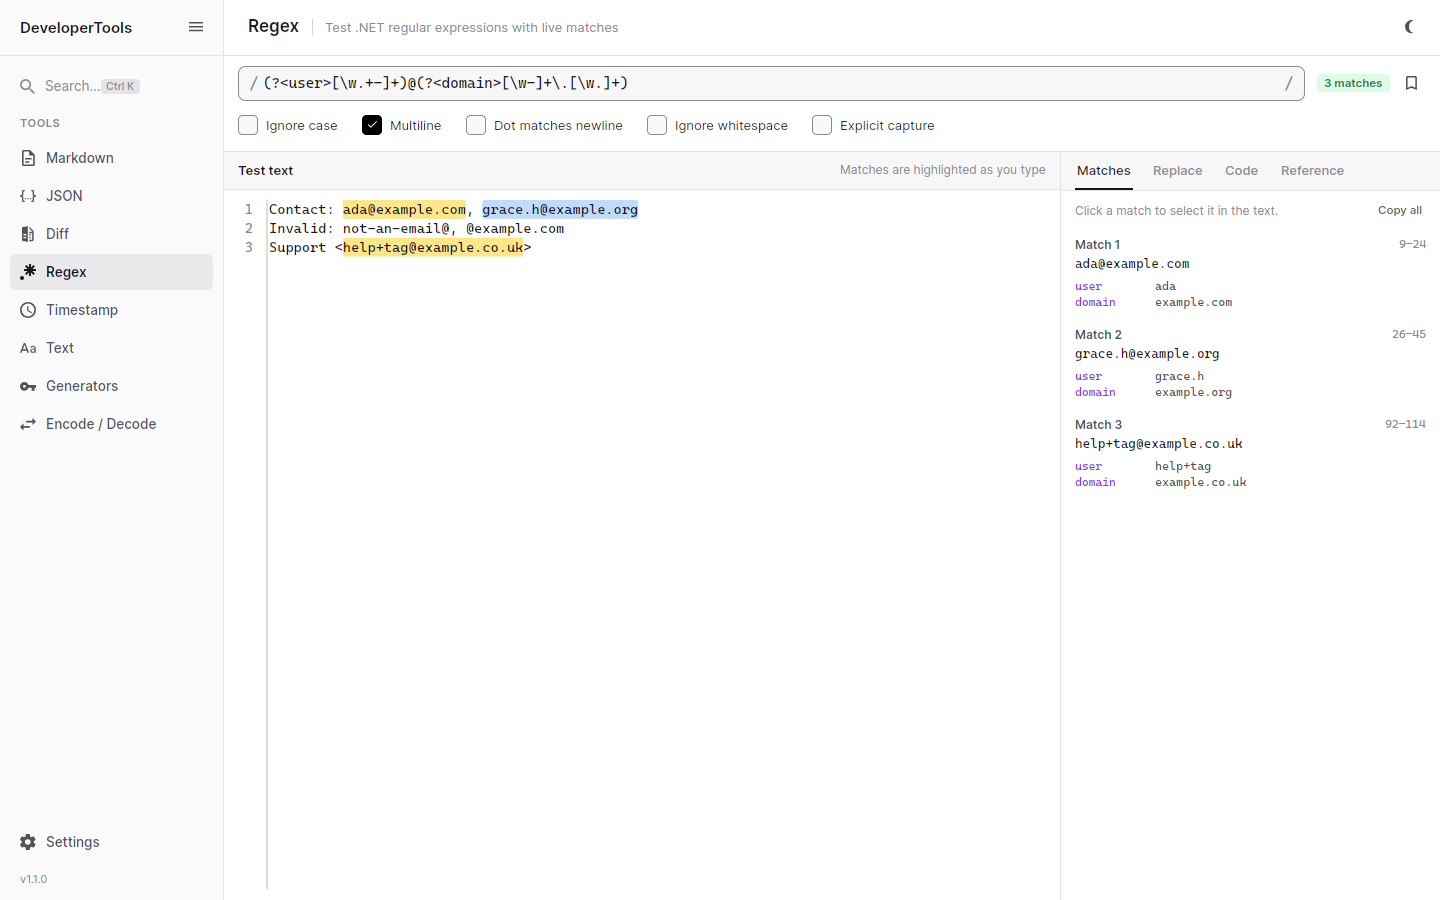 DeveloperTools
Search... Ctrl K
TOOLS
Markdown
JSON
Diff
Regex
Timestamp
Text
Generators
Encode / Decode
Settings
v1.1.0
Regex
Test .NET regular expressions with live matches
/ (?<user>[\w.+-]+)@(?<domain>[\w-]+\.[\w.]+) /
3 matches
Ignore case Multiline Dot matches newline Ignore whitespace Explicit capture
Test text
Matches are highlighted as you type
1 Contact: ada@example.com, grace.h@example.org
2 Invalid: not-an-email@, @example.com
3 Support <help+tag@example.co.uk>
Matches Replace Code Reference
Click a match to select it in the text. Copy all
Match 1 9–24
ada@example.com
user ada
domain example.com
Match 2 26–45
grace.h@example.org
user grace.h
domain example.org
Match 3 92–114
help+tag@example.co.uk
user help+tag
domain example.co.uk